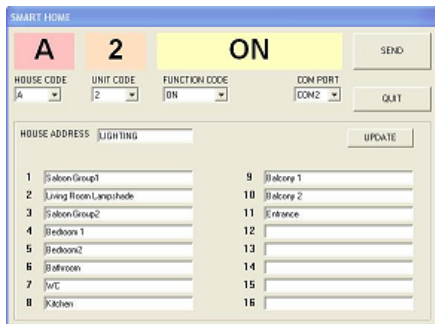 SMART HOME
A 2 ON SEND
HOUSE CODE UNIT CODE FUNCTION CODE COM PORT
A 2 ON COM2 QUIT
HOUSE ADDRESS LIGHTING UPDATE
1 Saloon Group1
2 Living Room Lampshade
3 Saloon Group2
4 Bedroom 1
5 Bedroom2
6 Bathroom
7 WC
8 Kitchen
9 Balcony 1
10 Balcony 2
11 Entrance
12
13
14
15
16